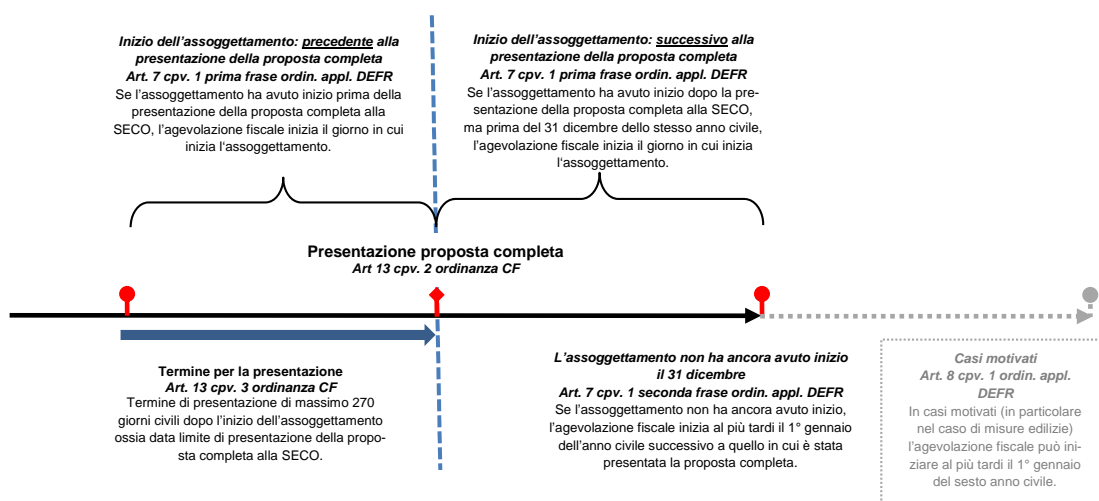 Inizio dell'assoggettamento: precedente alla
presentazione della proposta completa
Art. 7 cpv. 1 prima frase ordin. appl. DEFR
Se l'assoggettamento ha avuto inizio prima della
presentazione della proposta completa alla
SECO, l'agevolazione fiscale inizia il giorno in cui
inizia l'assoggettamento.
Inizio dell'assoggettamento: successivo alla
presentazione della proposta completa
Art. 7 cpv. 1 prima frase ordin. appl. DEFR
Se l'assoggettamento ha avuto inizio dopo la pre-
sentazione della proposta completa alla SECO,
ma prima del 31 dicembre dello stesso anno civile,
l'agevolazione fiscale inizia il giorno in cui inizia
l'assoggettamento.
Presentazione proposta completa
Art 13 cpv. 2 ordinanza CF
Termine per la presentazione
Art. 13 cpv. 3 ordinanza CF
Termine di presentazione di massimo 270
giorni civili dopo l'inizio dell'assoggettamento
ossia data limite di presentazione della propo-
sta completa alla SECO.
L'assoggettamento non ha ancora avuto inizio
il 31 dicembre
Art. 7 cpv. 1 seconda frase ordin. appl. DEFR
Se l'assoggettamento non ha ancora avuto inizio,
l'agevolazione fiscale inizia al più tardi il 1° gennaio
dell'anno civile successivo a quello in cui è stata
presentata la proposta completa.
Casi motivati
Art. 8 cpv. 1 ordin. appl.
DEFR
In casi motivati (in particolare
nel caso di misure edilizie)
l'agevolazione fiscale può ini-
ziare al più tardi il 1° gennaio
del sesto anno civile.